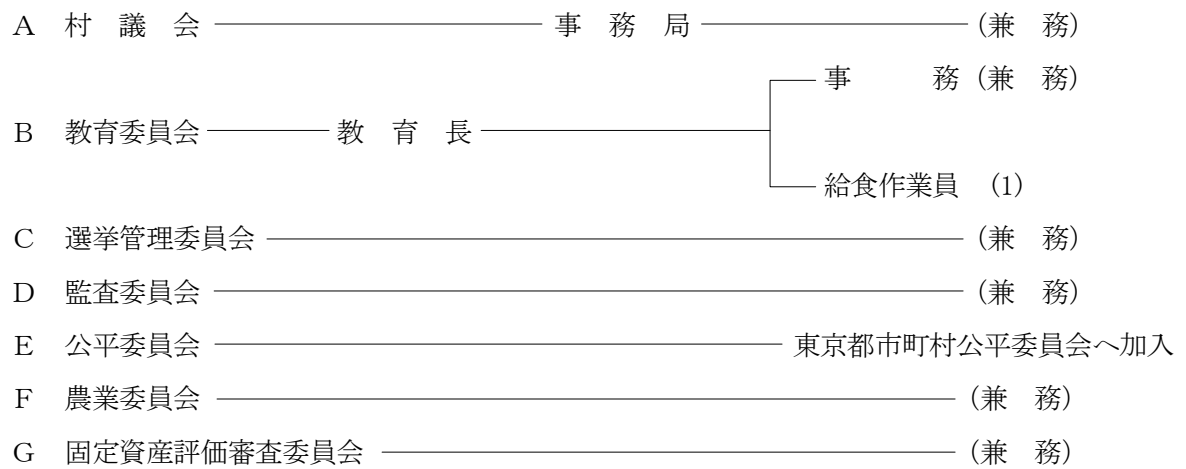 A 村 議 会 事 務 局 (兼 務)
事 務 (兼 務)
B 教育委員会 教 育 長
給食作業員 (1)
C 選挙管理委員会 (兼 務)
D 監査委員会 (兼 務)
E 公平委員会 東京都市町村公平委員会へ加入
F 農業委員会 (兼 務)
G 固定資産評価審査委員会 (兼 務)